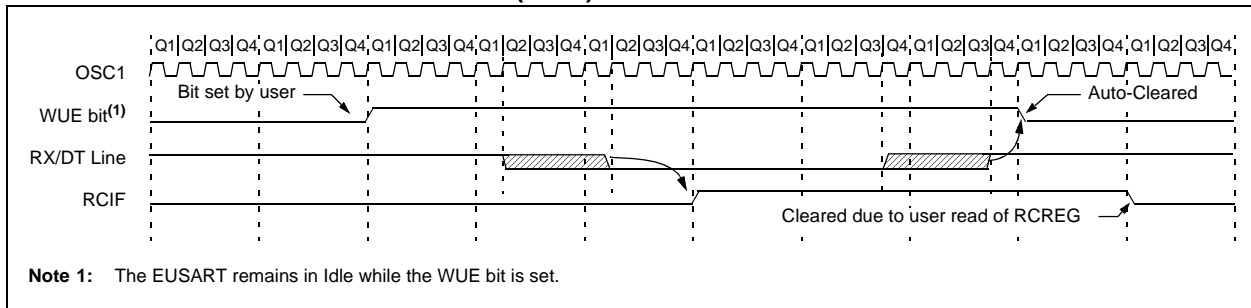 Q1 Q2 Q3 Q4 Q1 Q2 Q3 Q4 Q1 Q2 Q3 Q4 Q1 Q2 Q3 Q4 Q1 Q2 Q3 Q4 Q1 Q2 Q3 Q4 Q1 Q2 Q3 Q4 Q1 Q2 Q3 Q4 Q1 Q2 Q3 Q4 Q1 Q2 Q3 Q4
OSC1
Bit set by user
Auto-Cleared
WUE bit(1)
RX/DT Line
RCIF
Cleared due to user read of RCREG
Note 1: The EUSART remains in Idle while the WUE bit is set.